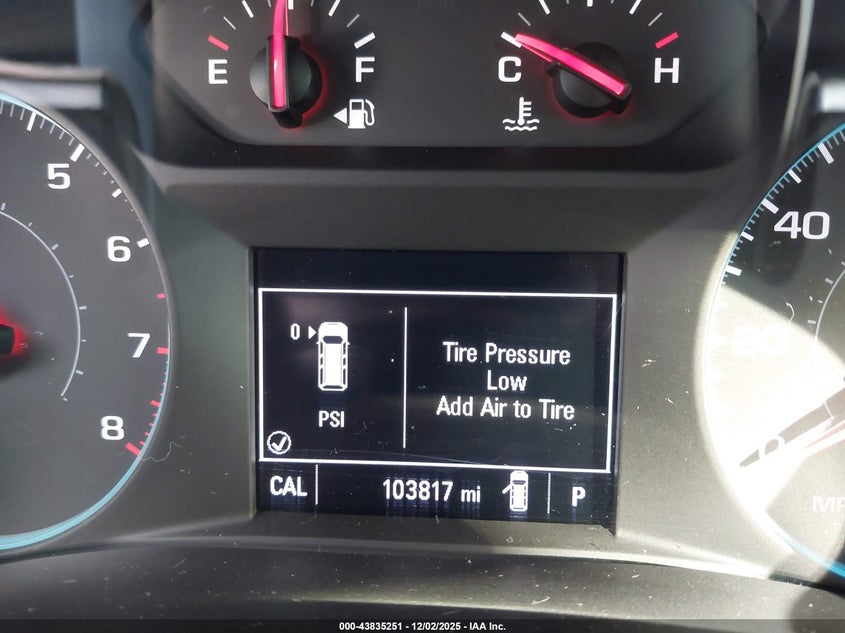 E F
C H
5
6
7
8
40
0
Tire Pressure
Low
Add Air to Tire
PSI
CAL 103817 mi P
000-43835251 - 12/02/2025 - IAA Inc.